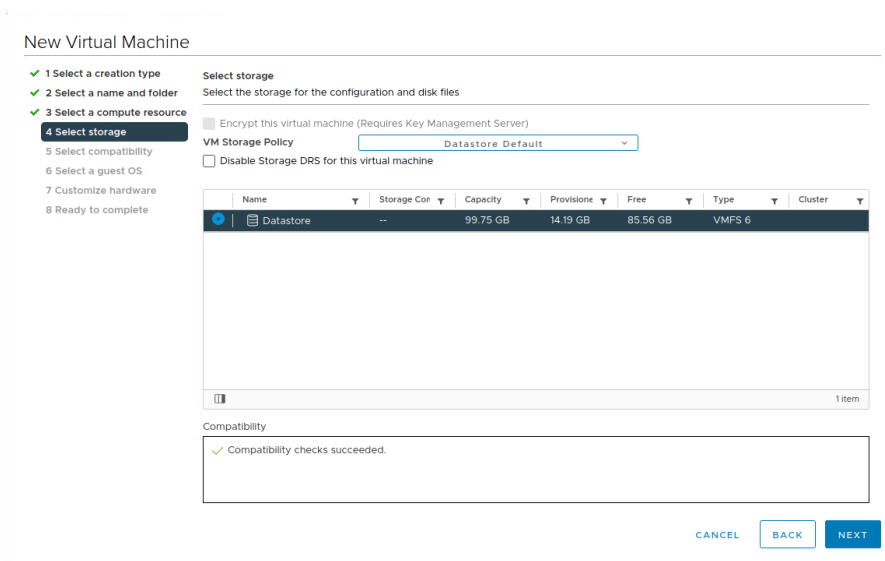 New Virtual Machine
1 Select a creation type
2 Select a name and folder
3 Select a compute resource
4 Select storage
5 Select compatibility
6 Select a guest OS
7 Customize hardware
8 Ready to complete
Select storage
Select the storage for the configuration and disk files
Encrypt this virtual machine (Requires Key Management Server)
VM Storage Policy Datastore Default
Disable Storage DRS for this virtual machine
Name Storage Con Capacity Provisione Free Type Cluster
Datastore -- 99.75 GB 14.19 GB 85.56 GB VMFS 6
1 item
Compatibility
Compatibility checks succeeded.
CANCEL BACK NEXT